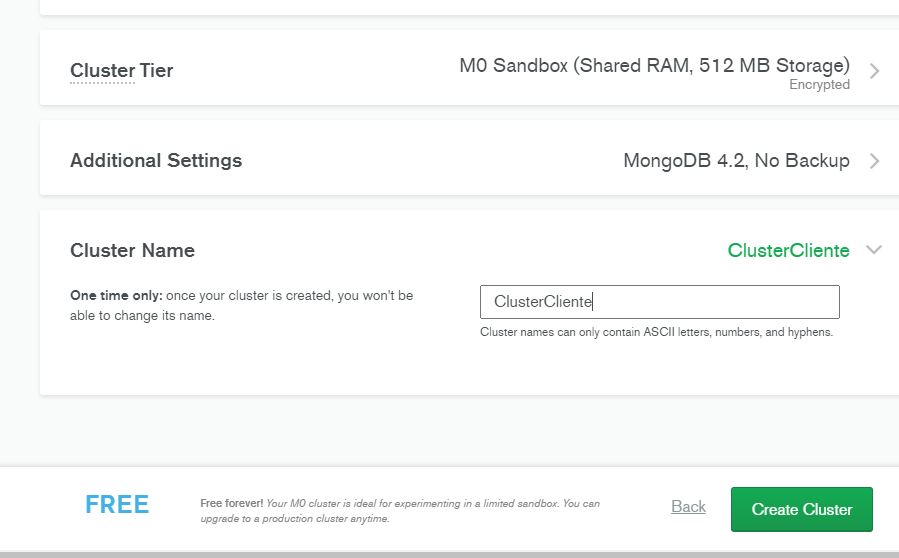 Cluster Tier
M0 Sandbox (Shared RAM, 512 MB Storage)
Encrypted
Additional Settings
MongoDB 4.2, No Backup
Cluster Name
ClusterCliente
One time only: once your cluster is created, you won't be
able to change its name.
ClusterCliente
Cluster names can only contain ASCII letters, numbers, and hyphens.
FREE
Free forever! Your M0 cluster is ideal for experimenting in a limited sandbox. You can
upgrade to a production cluster anytime.
Back
Create Cluster